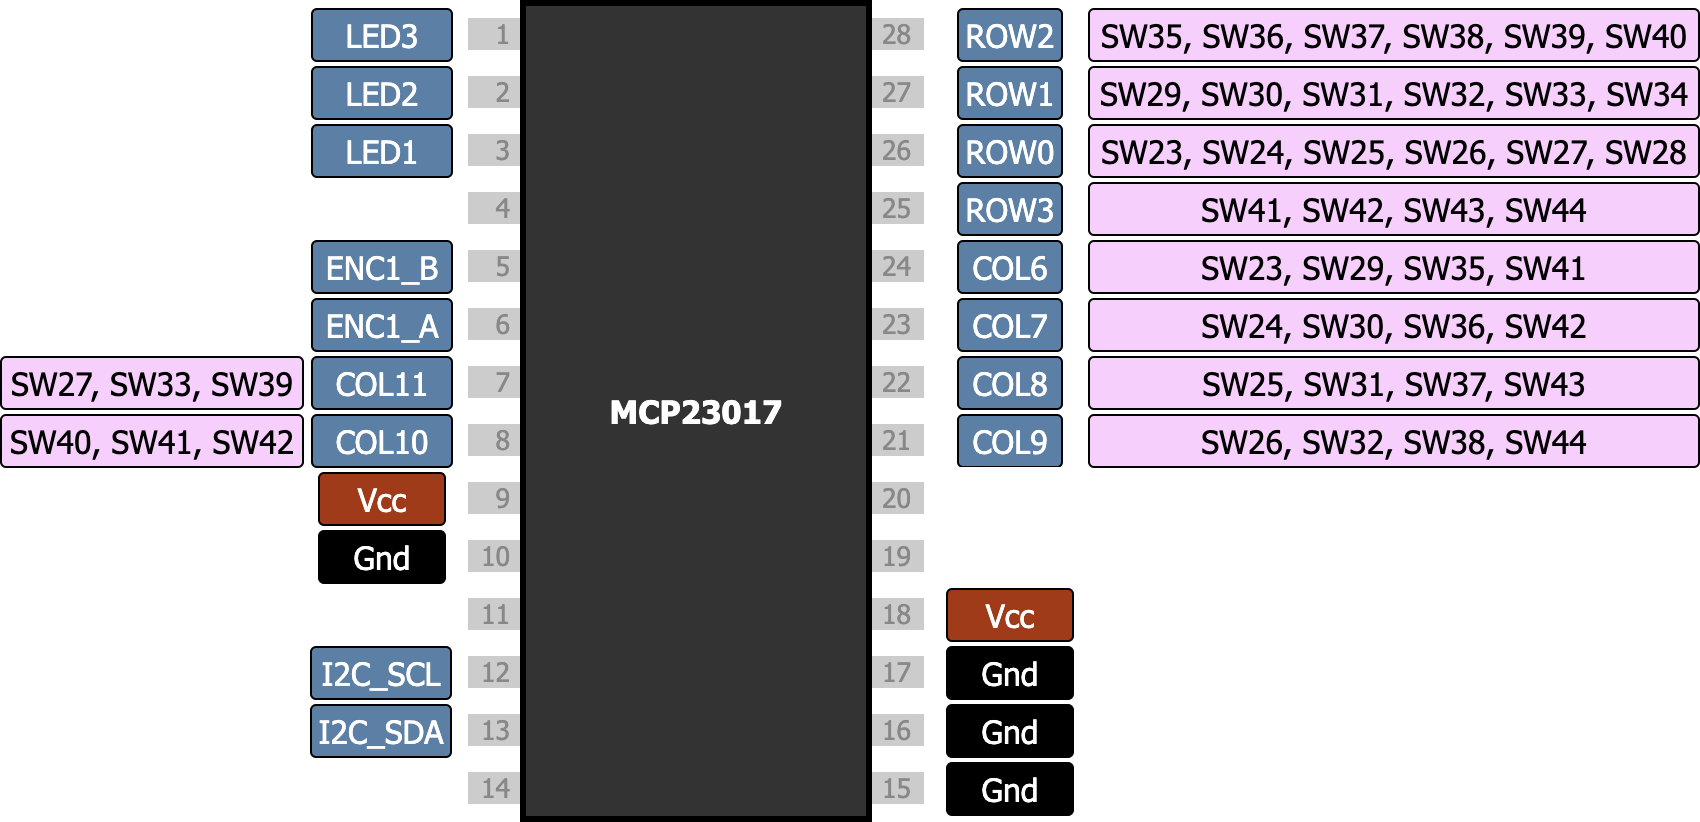 LED3 1 28 ROW2 SW35, SW36, SW37, SW38, SW39, SW40
LED2 2 27 ROW1 SW29, SW30, SW31, SW32, SW33, SW34
LED1 3 26 ROW0 SW23, SW24, SW25, SW26, SW27, SW28
4 25 ROW3 SW41, SW42, SW43, SW44
ENC1_B 5 24 COL6 SW23, SW29, SW35, SW41
ENC1_A 6 23 COL7 SW24, SW30, SW36, SW42
SW27, SW33, SW39 COL11 7 22 COL8 SW25, SW31, SW37, SW43
MCP23017
SW40, SW41, SW42 COL10 8 21 COL9 SW26, SW32, SW38, SW44
Vcc 9 20
Gnd 10 19
11 18 Vcc
I2C_SCL 12 17 Gnd
I2C_SDA 13 16 Gnd
14 15 Gnd